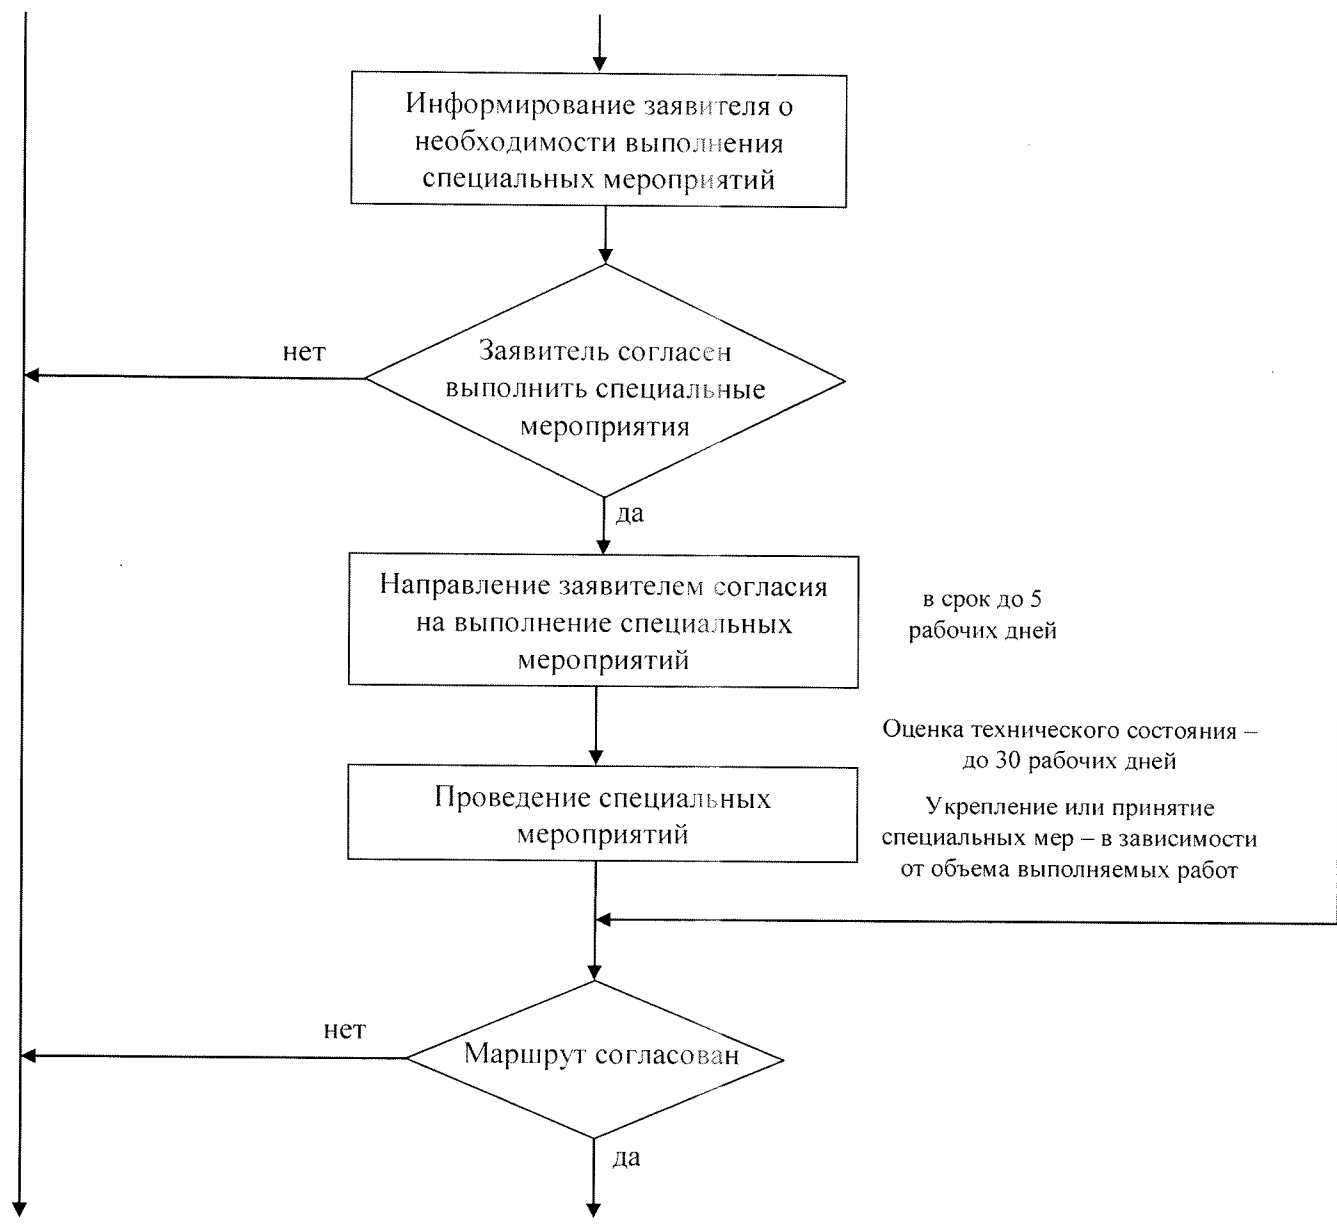 Информирование заявителя о
необходимости выполнения
специальных мероприятий
нет
Заявитель согласен
выполнить специальные
мероприятия
да
Направление заявителем согласия
на выполнение специальных
мероприятий
в срок до 5
рабочих дней
Оценка технического состояния –
до 30 рабочих дней
Проведение специальных
мероприятий
Укрепление или принятие
специальных мер – в зависимости
от объема выполняемых работ
нет
Маршрут согласован
да